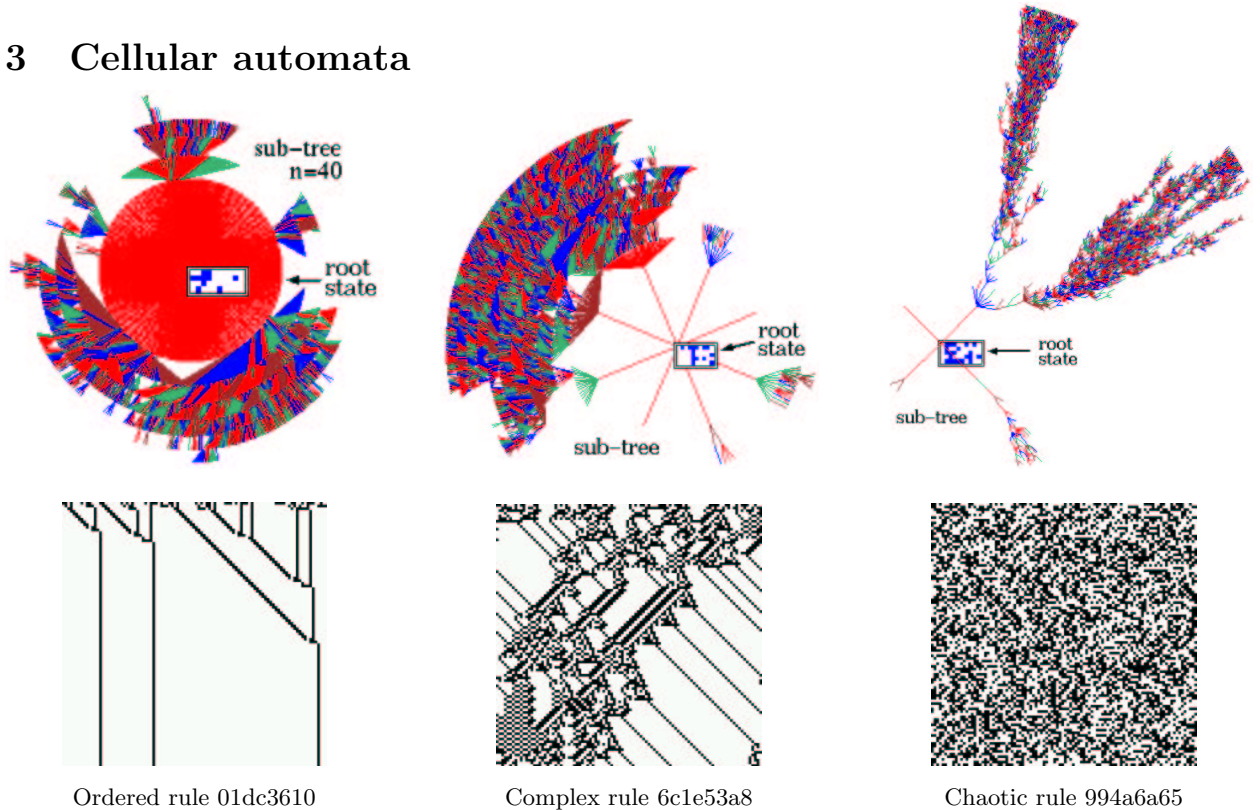 3 Cellular automata
sub-tree
n=40
root
state
root
state
sub-tree
root
state
sub-tree
Ordered rule 01dc3610
Complex rule 6c1e53a8
Chaotic rule 994a6a65